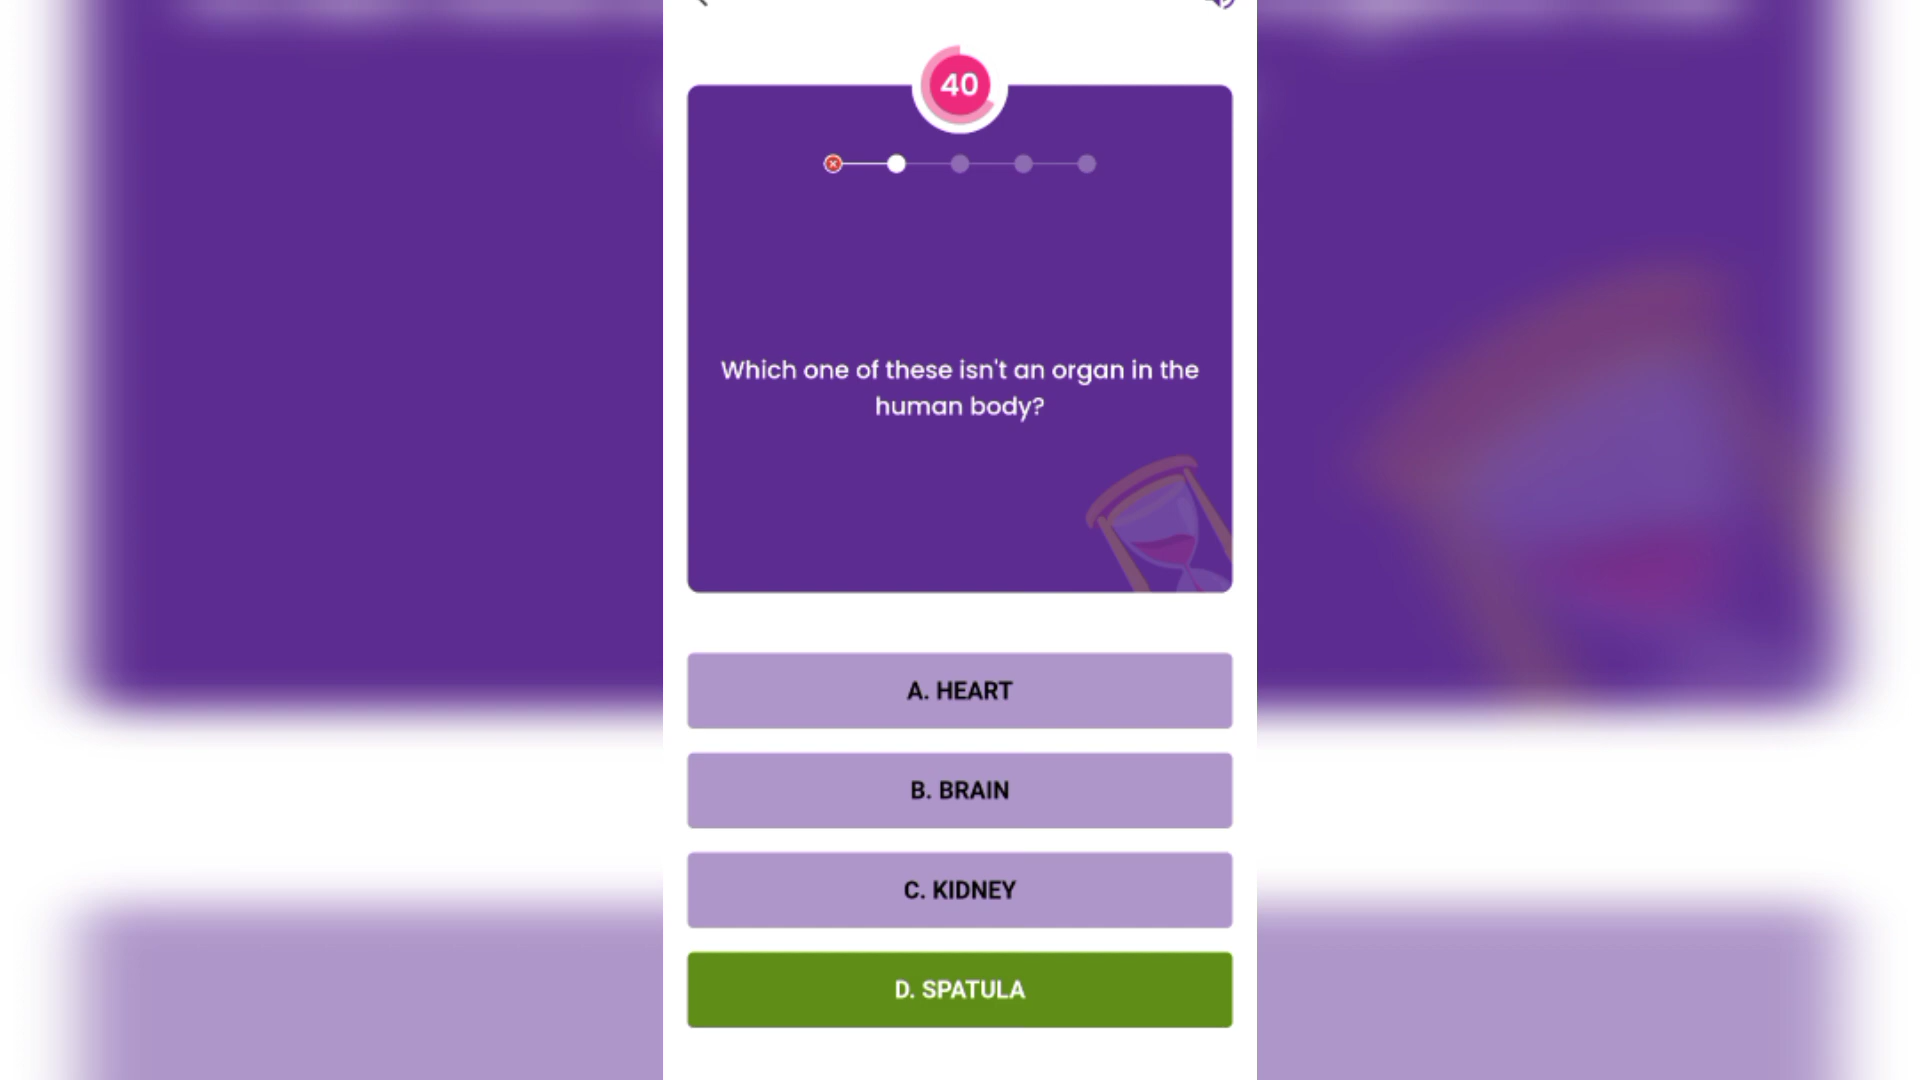 40
Which one of these isn't an organ in the
human body?
A. HEART
B. BRAIN
C. KIDNEY
D. SPATULA